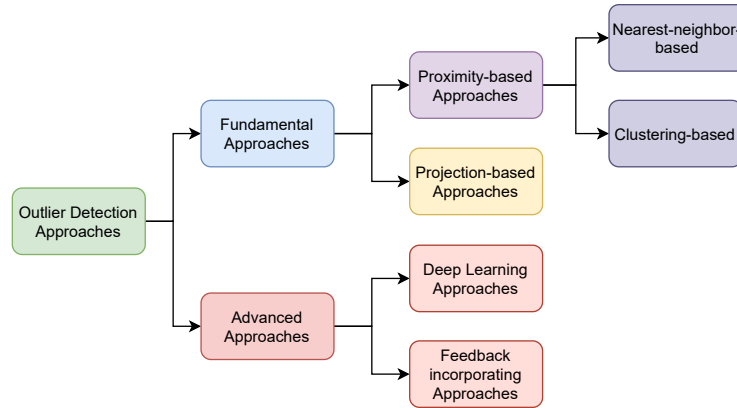 Outlier Detection
Approaches
Fundamental
Approaches
Advanced
Approaches
Proximity-based
Approaches
Projection-based
Approaches
Deep Learning
Approaches
Feedback
incorporating
Approaches
Nearest-neighbor-
based
Clustering-based